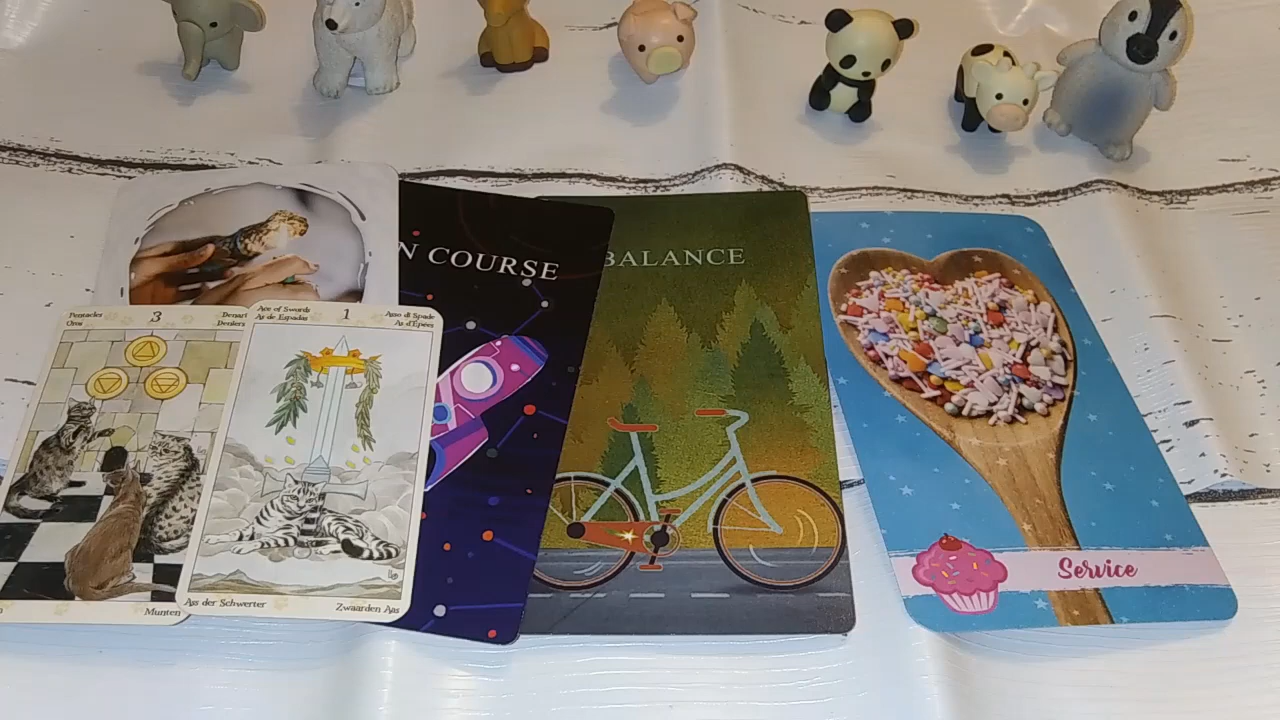 N COURSE
BALANCE
Pentacles
Oros
3
Denari
Deniers
Ace of Swords
As de Espadas
1
Asso di Spade
As d'Épées
Munten
Ass der Schwerter
Zwaarden Aas
Service